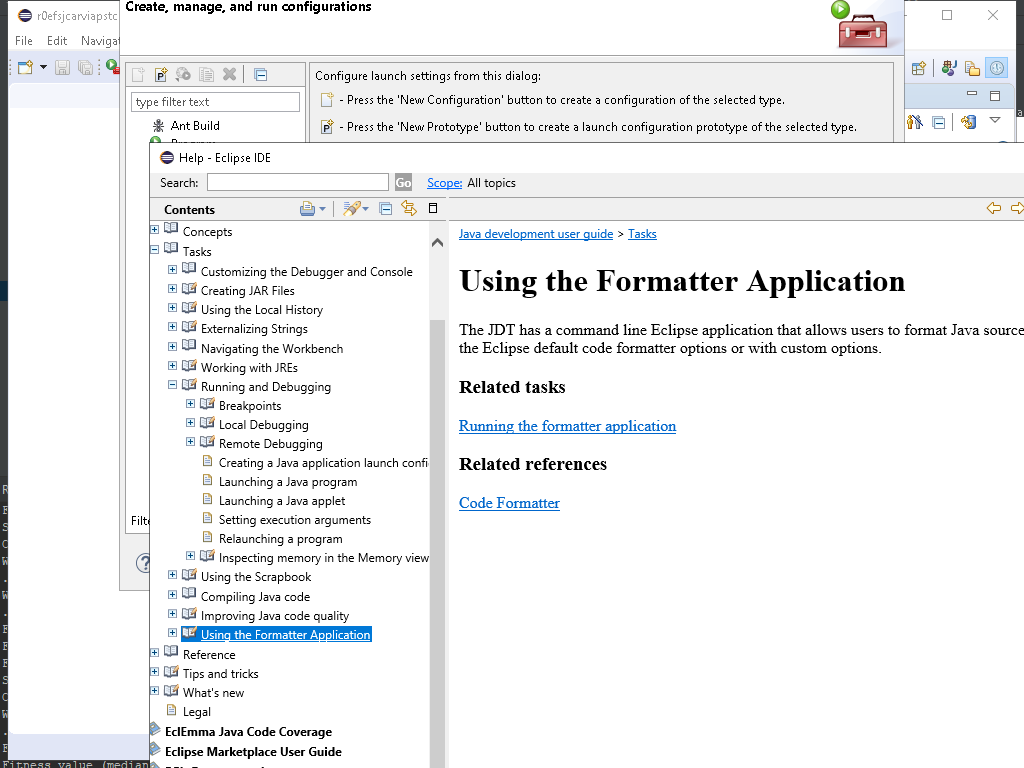 Create, manage, and run configurations
r0efsjcarviapstc
File Edit Navigat
Configure launch settings from this dialog:
type filter text
- Press the 'New Configuration' button to create a configuration of the selected type.
Ant Build
- Press the 'New Prototype' button to create a launch configuration prototype of the selected type.
Help - Eclipse IDE
Search: Go Scope: All topics
Contents
Concepts
Tasks
Customizing the Debugger and Console
Creating JAR Files
Using the Local History
Externalizing Strings
Navigating the Workbench
Working with JREs
Running and Debugging
Breakpoints
Local Debugging
Remote Debugging
Creating a Java application launch confi
Launching a Java program
Launching a Java applet
Setting execution arguments
Relaunching a program
Inspecting memory in the Memory view
Using the Scrapbook
Compiling Java code
Improving Java code quality
Using the Formatter Application
Reference
Tips and tricks
What's new
Legal
EclEmma Java Code Coverage
Eclipse Marketplace User Guide
Java development user guide > Tasks
Using the Formatter Application
The JDT has a command line Eclipse application that allows users to format Java source
the Eclipse default code formatter options or with custom options.
Related tasks
Running the formatter application
Related references
Code Formatter
Filte
Fitness value (median